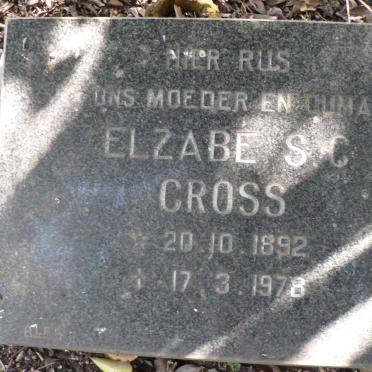 HIER RUS
ONS MOEDER EN OUMA
ELZABE S C
CROSS
* 20.10.1892
† 17.3.1978